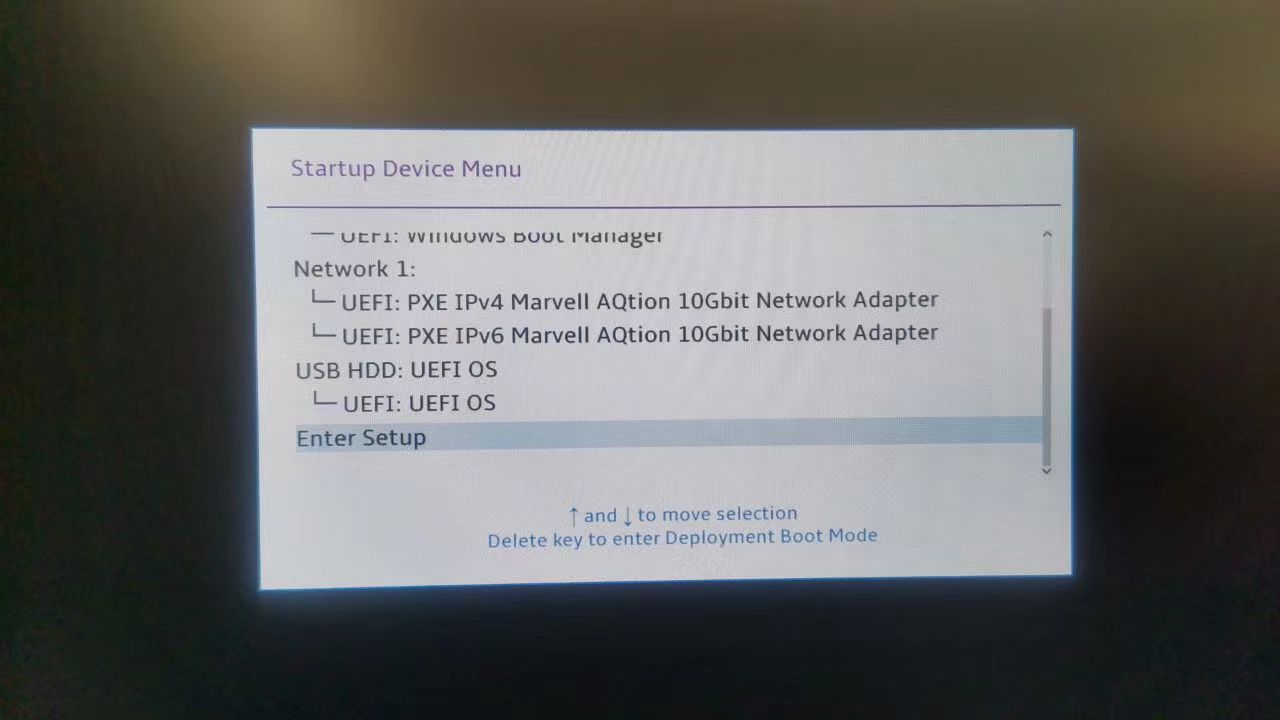 Startup Device Menu
UEFI: Windows Boot Manager
Network 1:
UEFI: PXE IPv4 Marvell AQtion 10Gbit Network Adapter
UEFI: PXE IPv6 Marvell AQtion 10Gbit Network Adapter
USB HDD: UEFI OS
UEFI: UEFI OS
Enter Setup
↑ and ↓ to move selection
Delete key to enter Deployment Boot Mode